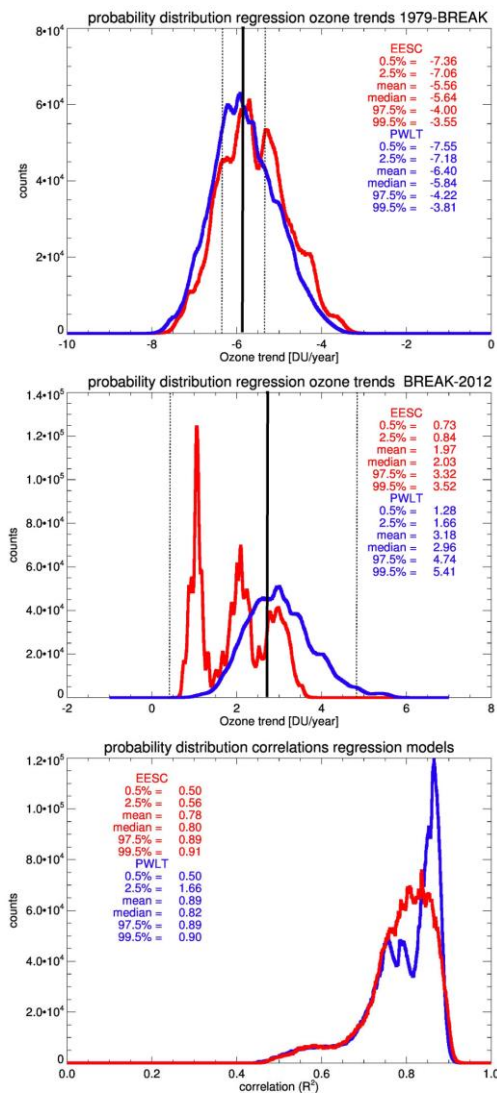 probability distribution regression ozone trends 1979-BREAK
8•10⁴
6•10⁴
4•10⁴
2•10⁴
0
counts
EESC
0.5% = -7.36
2.5% = -7.06
mean = -5.56
median = -5.64
97.5% = -4.00
99.5% = -3.55
PWLT
0.5% = -7.55
2.5% = -7.18
mean = -6.40
median = -5.84
97.5% = -4.22
99.5% = -3.81
-10 -8 -6 -4 -2 0
Ozone trend [DU/year]
probability distribution regression ozone trends BREAK-2012
1.4•10⁵
1.2•10⁵
1.0•10⁵
8.0•10⁴
6.0•10⁴
4.0•10⁴
2.0•10⁴
0
counts
EESC
0.5% = 0.73
2.5% = 0.84
mean = 1.97
median = 2.03
97.5% = 3.32
99.5% = 3.52
PWLT
0.5% = 1.28
2.5% = 1.66
mean = 3.18
median = 2.96
97.5% = 4.74
99.5% = 5.41
-2 0 2 4 6 8
Ozone trend [DU/year]
probability distribution correlations regression models
1.2•10⁵
1.0•10⁵
8.0•10⁴
6.0•10⁴
4.0•10⁴
2.0•10⁴
0
counts
EESC
0.5% = 0.50
2.5% = 0.56
mean = 0.78
median = 0.80
97.5% = 0.89
99.5% = 0.91
PWLT
0.5% = 0.50
2.5% = 1.66
mean = 0.89
median = 0.82
97.5% = 0.89
99.5% = 0.90
0.0 0.2 0.4 0.6 0.8 1.0
correlation (R²)